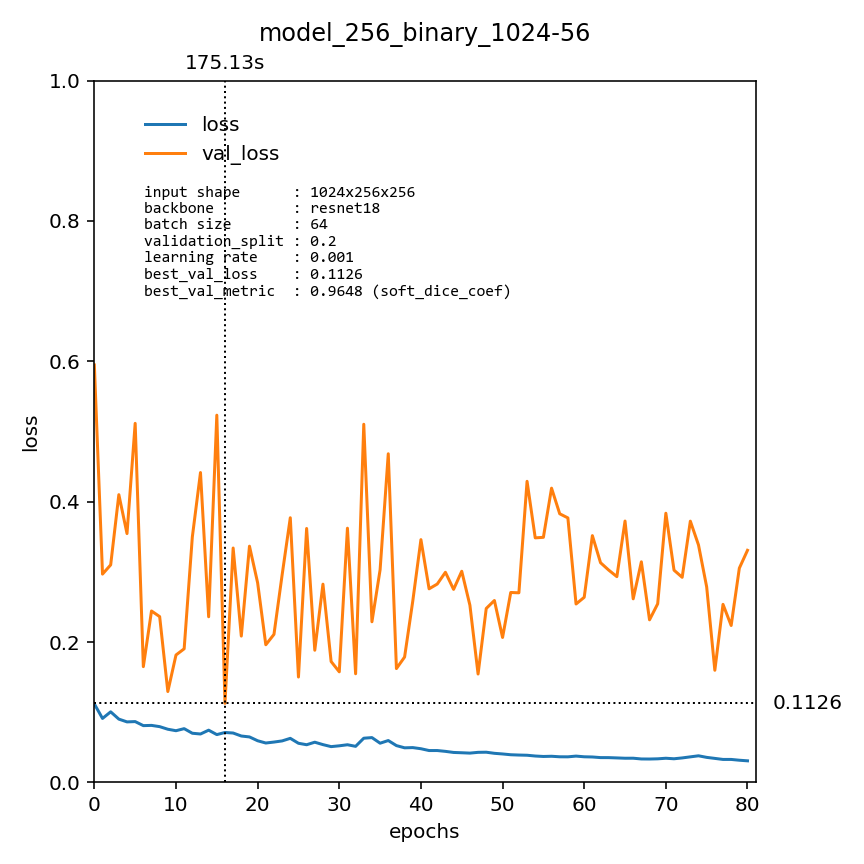 model_256_binary_1024-56
175.13s
1.0
loss
val_loss
input shape      : 1024x256x256
backbone         : resnet18
batch size       : 64
validation_split : 0.2
learning rate    : 0.001
best_val_loss    : 0.1126
best_val_metric  : 0.9648 (soft_dice_coef)
0.8
0.6
loss
0.4
0.2
0.1126
0.0
0 10 20 30 40 50 60 70 80
epochs